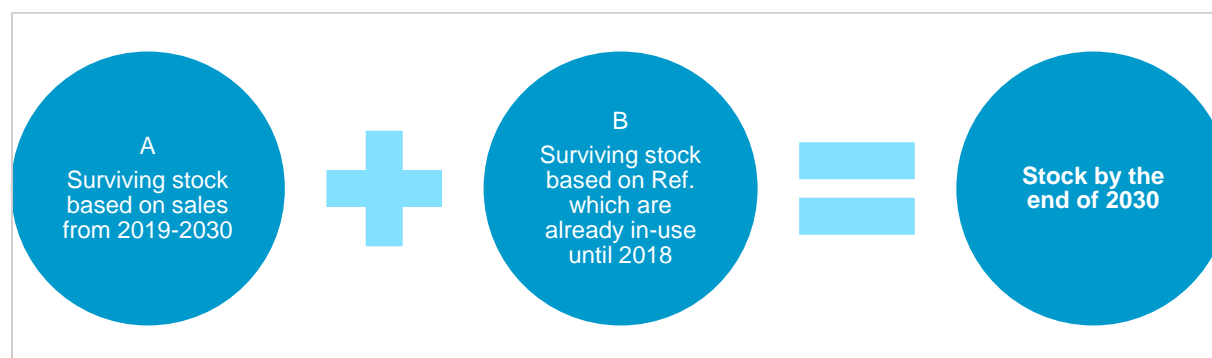 A
Surviving stock
based on sales
from 2019-2030
B
Surviving stock
based on Ref.
which are
already in-use
until 2018
Stock by the
end of 2030